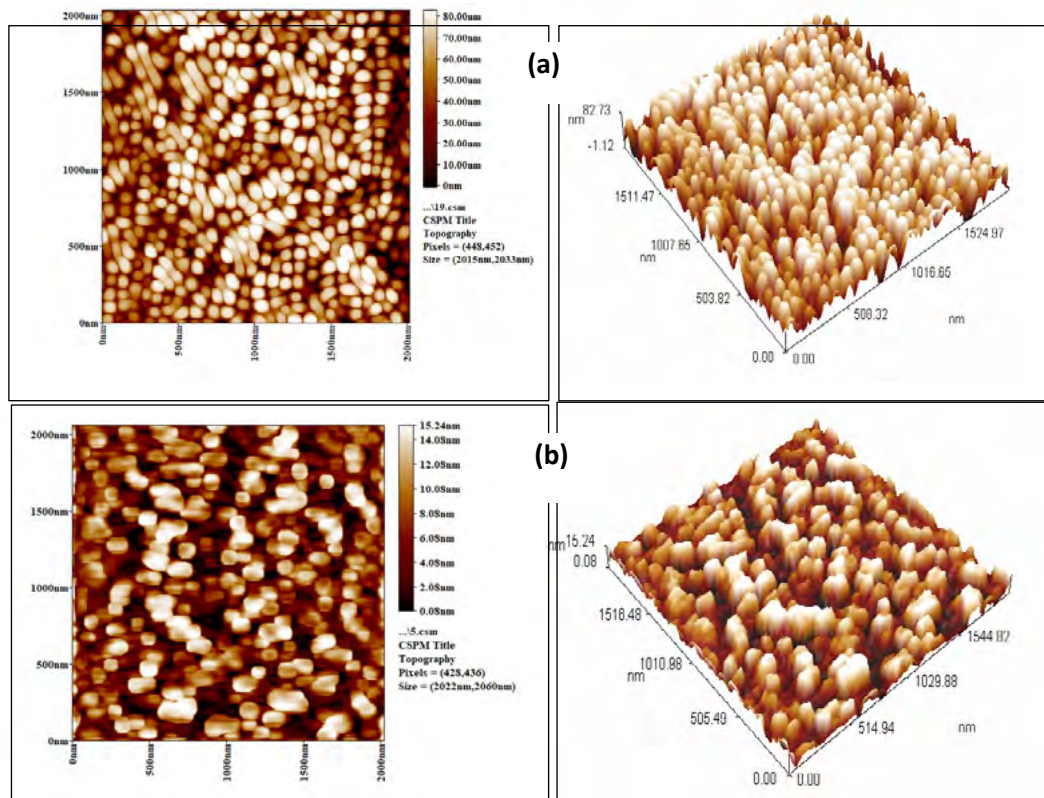 2000nm
1500nm
1000nm
500nm
0nm
0nm
500nm
1000nm
1500nm
2000nm
80.00nm
70.00nm
60.00nm
50.00nm
40.00nm
30.00nm
20.00nm
10.00nm
0nm
...\19.csm
CSPM Title
Topography
Pixels = (448,452)
Size = (2015nm,2033nm)
(a)
82.73
nm
-1.12
1511.47
1007.65
nm
503.82
0.00
0.00
508.32
1016.65
nm
1524.97
2000nm
1500nm
1000nm
500nm
0nm
0nm
500nm
1000nm
1500nm
2000nm
15.24nm
14.08nm
12.08nm
10.08nm
8.08nm
6.08nm
4.08nm
2.08nm
0.08nm
...\5.csm
CSPM Title
Topography
Pixels = (428,436)
Size = (2022nm,2060nm)
(b)
nm
15.24
0.08
1518.48
1010.98
nm
505.49
0.00
0.00
514.94
1029.88
nm
1544.82